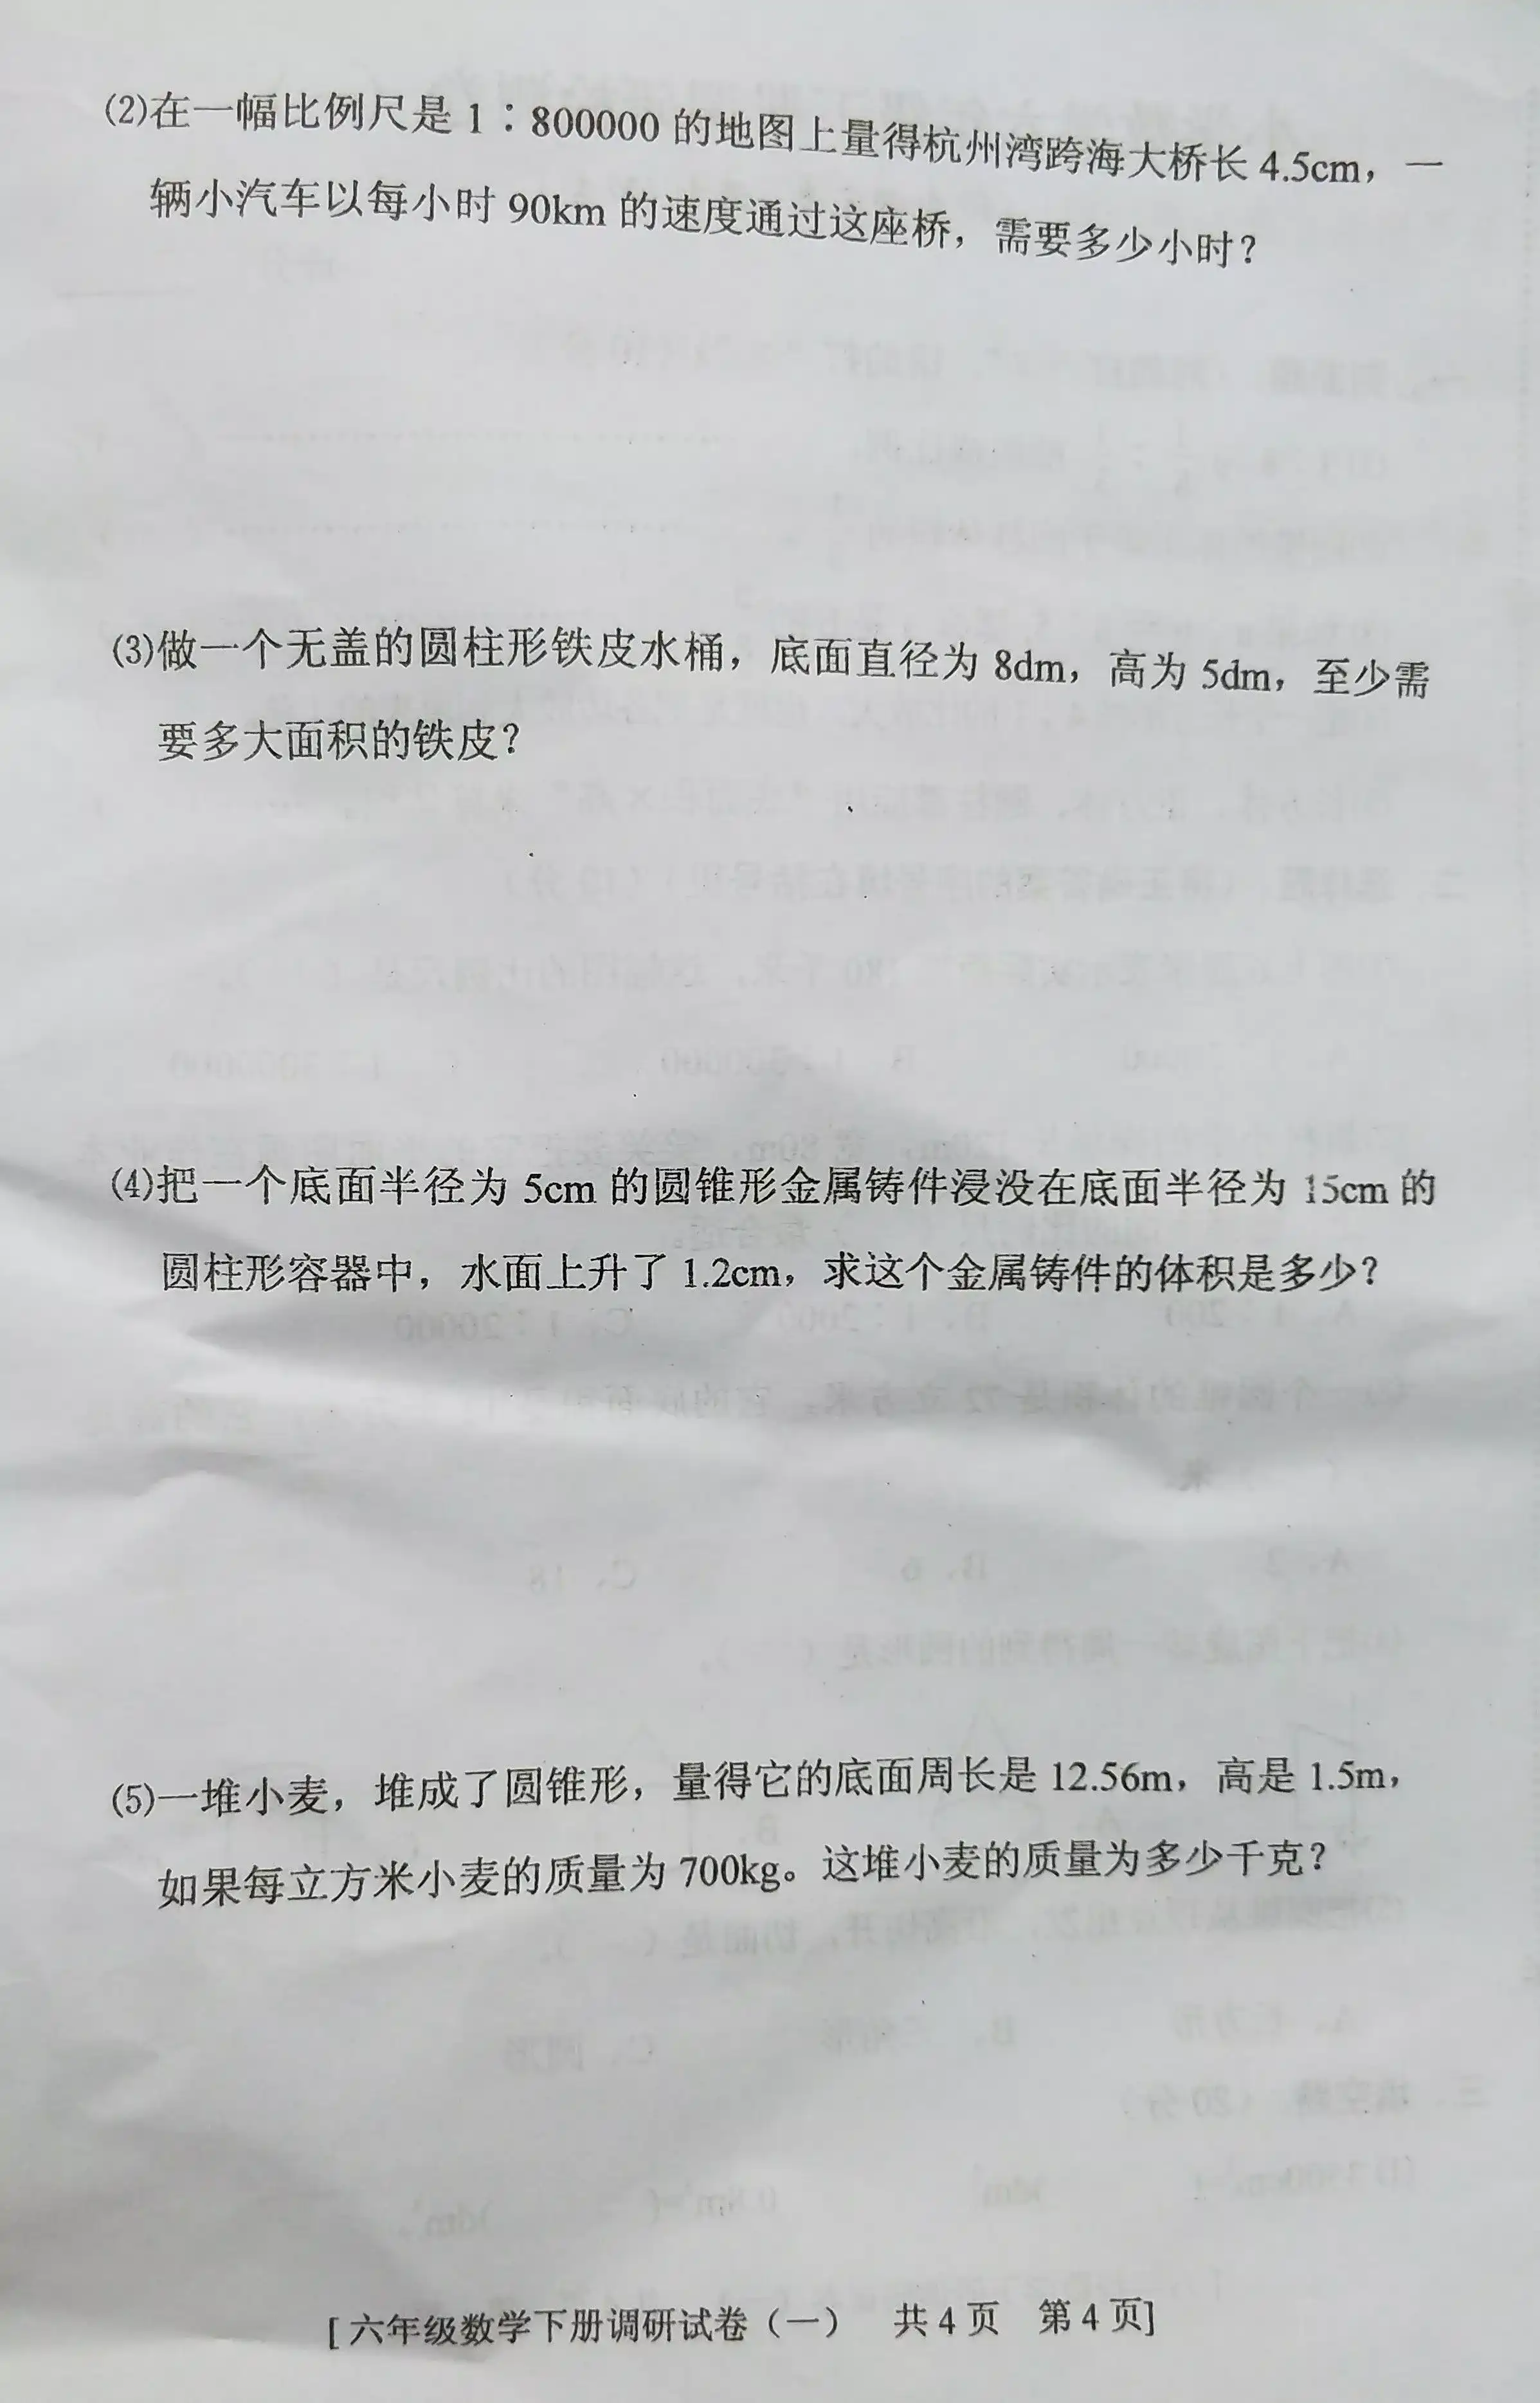 (2)在一幅比例尺是 1∶800000 的地图上量得杭州湾跨海大桥长 4.5cm，一
辆小汽车以每小时 90km 的速度通过这座桥，需要多少小时？
(3)做一个无盖的圆柱形铁皮水桶，底面直径为 8dm，高为 5dm，至少需
要多大面积的铁皮？
(4)把一个底面半径为 5cm 的圆锥形金属铸件浸没在底面半径为 15cm 的
圆柱形容器中，水面上升了 1.2cm，求这个金属铸件的体积是多少？
(5)一堆小麦，堆成了圆锥形，量得它的底面周长是 12.56m，高是 1.5m，
如果每立方米小麦的质量为 700kg。这堆小麦的质量为多少千克？
[六年级数学下册调研试卷（一） 共 4 页 第 4 页]